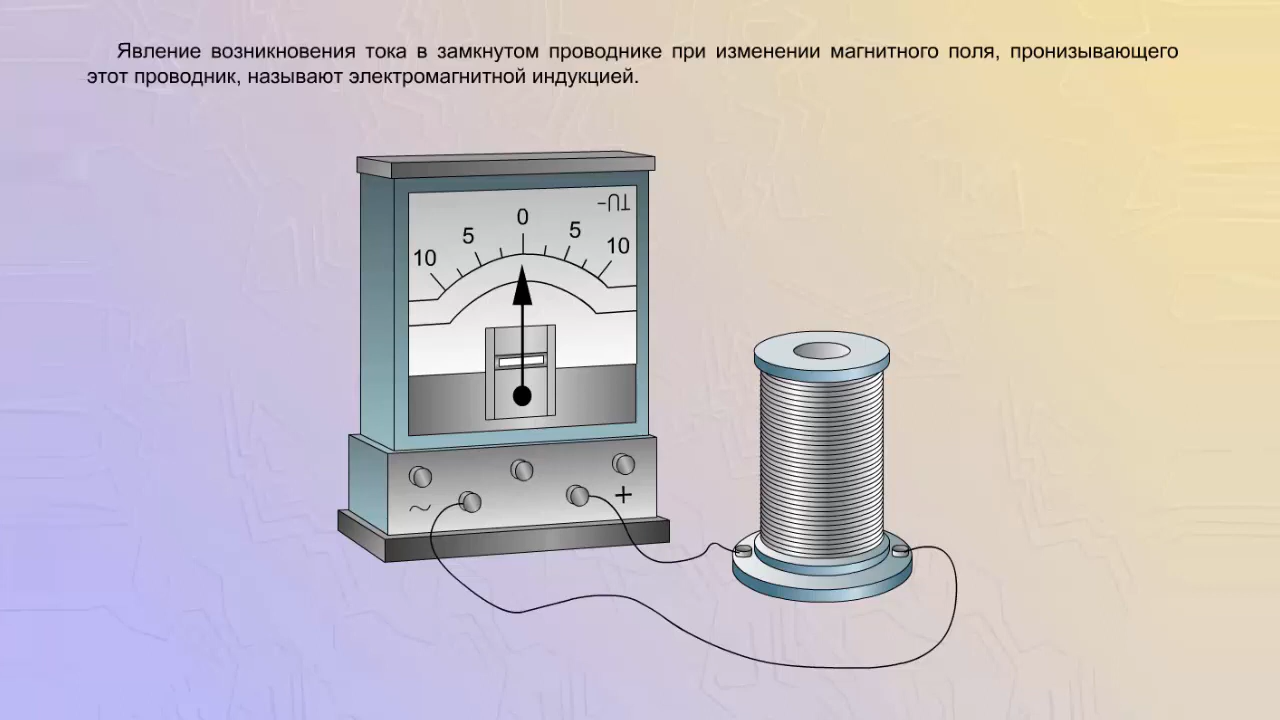 Явление возникновения тока в замкнутом проводнике при изменении магнитного поля, пронизывающего
этот проводник, называют электромагнитной индукцией.
10 5 0 5 10
~ +